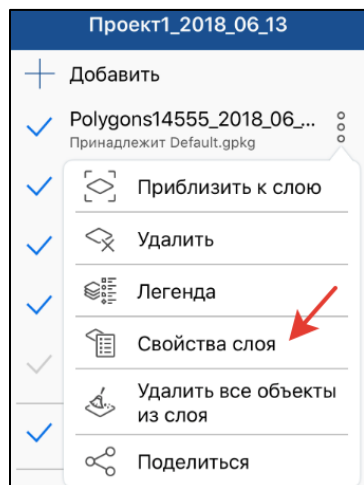 Проект1_2018_06_13
Добавить
Polygons14555_2018_06_...
Принадлежит Default.gpkg
Приблизить к слою
Удалить
Легенда
Свойства слоя
Удалить все объекты
из слоя
Поделиться